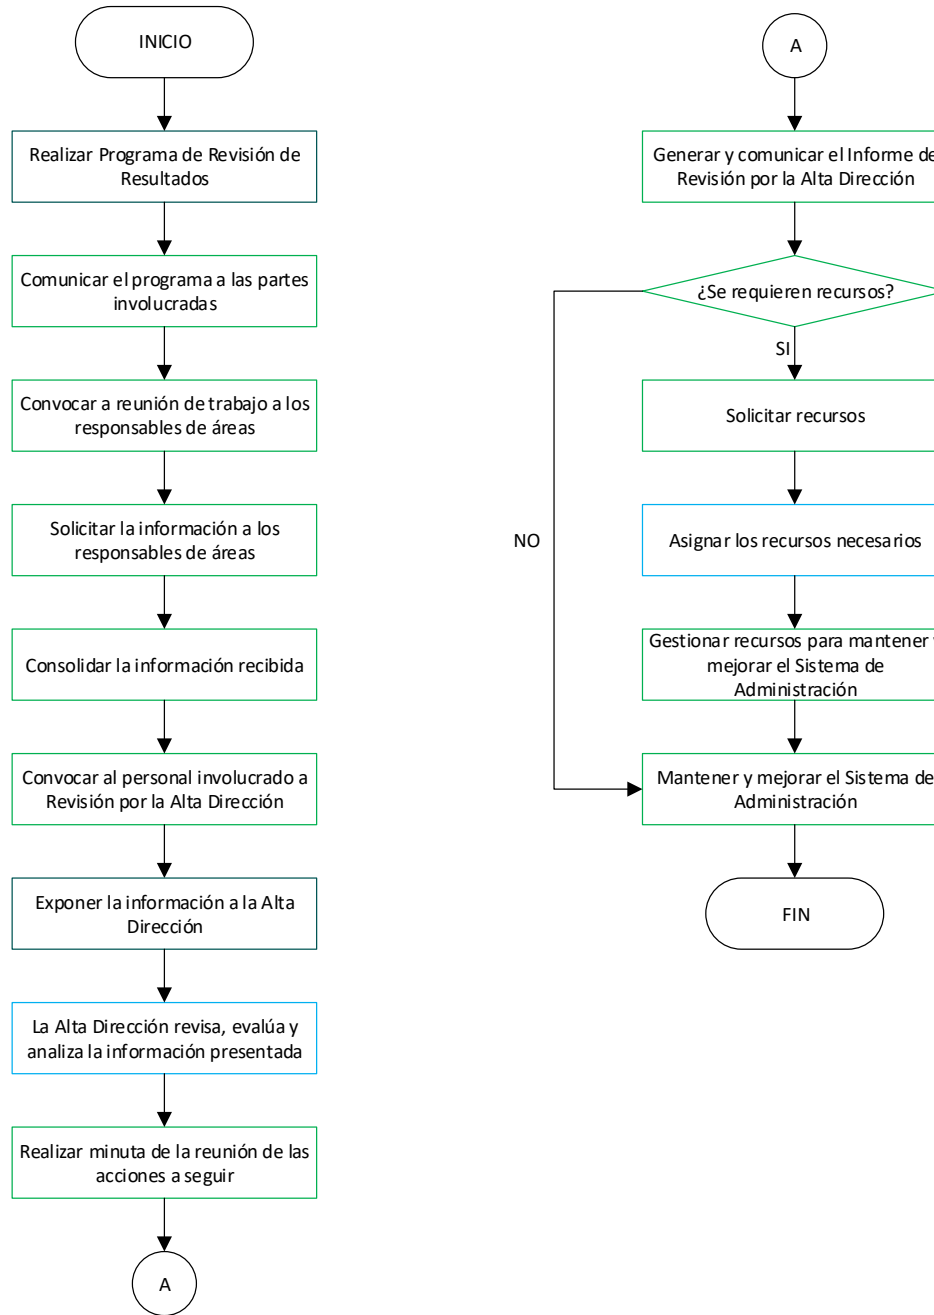 INICIO
Realizar Programa de Revisión de
Resultados
Comunicar el programa a las partes
involucradas
Convocar a reunión de trabajo a los
responsables de áreas
Solicitar la información a los
responsables de áreas
Consolidar la información recibida
Convocar al personal involucrado a
Revisión por la Alta Dirección
Exponer la información a la Alta
Dirección
La Alta Dirección revisa, evalúa y
analiza la información presentada
Realizar minuta de la reunión de las
acciones a seguir
A
A
Generar y comunicar el Informe de
Revisión por la Alta Dirección
¿Se requieren recursos?
SI
Solicitar recursos
NO
Asignar los recursos necesarios
Gestionar recursos para mantener y
mejorar el Sistema de
Administración
Mantener y mejorar el Sistema de
Administración
FIN